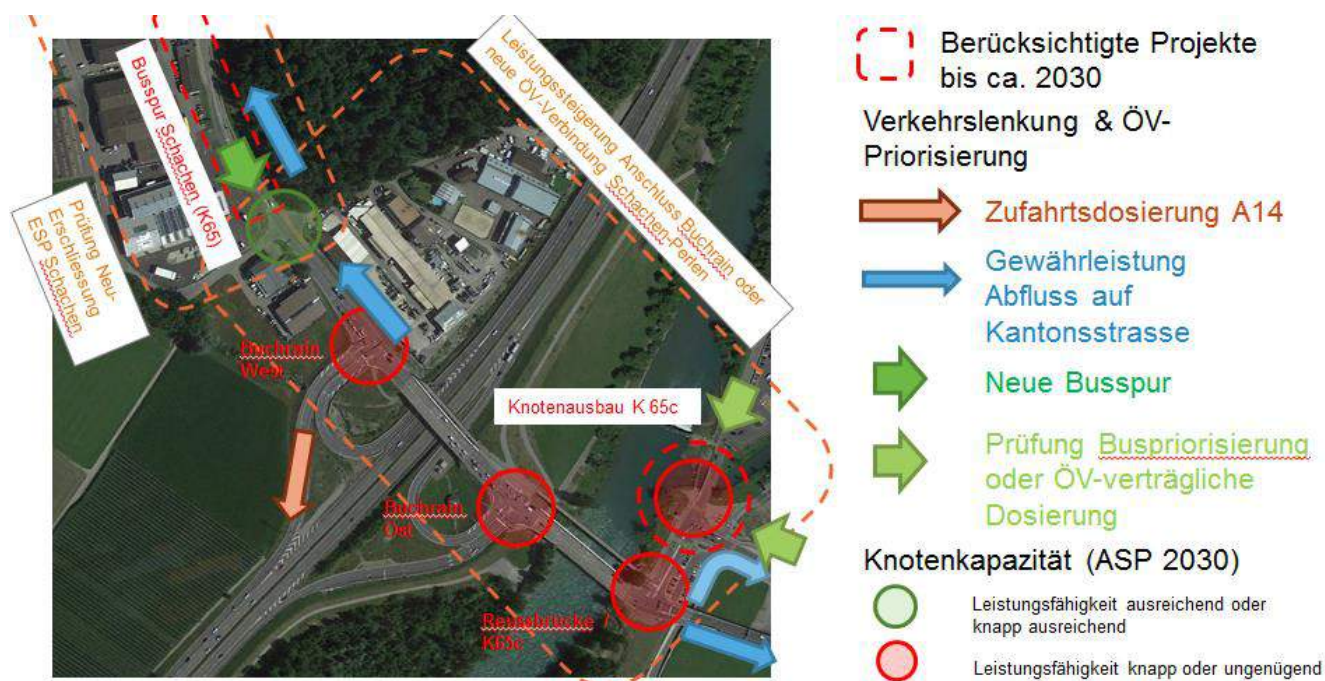 Prüfung Neu-
Erschliessung
ESP Schachen
Busspur Schachen (K65)
Leistungssteigerung Anschluss Buchrain oder
neue ÖV-Verbindung Schachen-Perlen
Buchrain
West
Knotenausbau K 65c
Buchrain
Ost
Reussbrücke /
K65c
Berücksichtigte Projekte
bis ca. 2030
Verkehrslenkung & ÖV-
Priorisierung
Zufahrtsdosierung A14
Gewährleistung
Abfluss auf
Kantonsstrasse
Neue Busspur
Prüfung Buspriorisierung
oder ÖV-verträgliche
Dosierung
Knotenkapazität (ASP 2030)
Leistungsfähigkeit ausreichend oder
knapp ausreichend
Leistungsfähigkeit knapp oder ungenügend